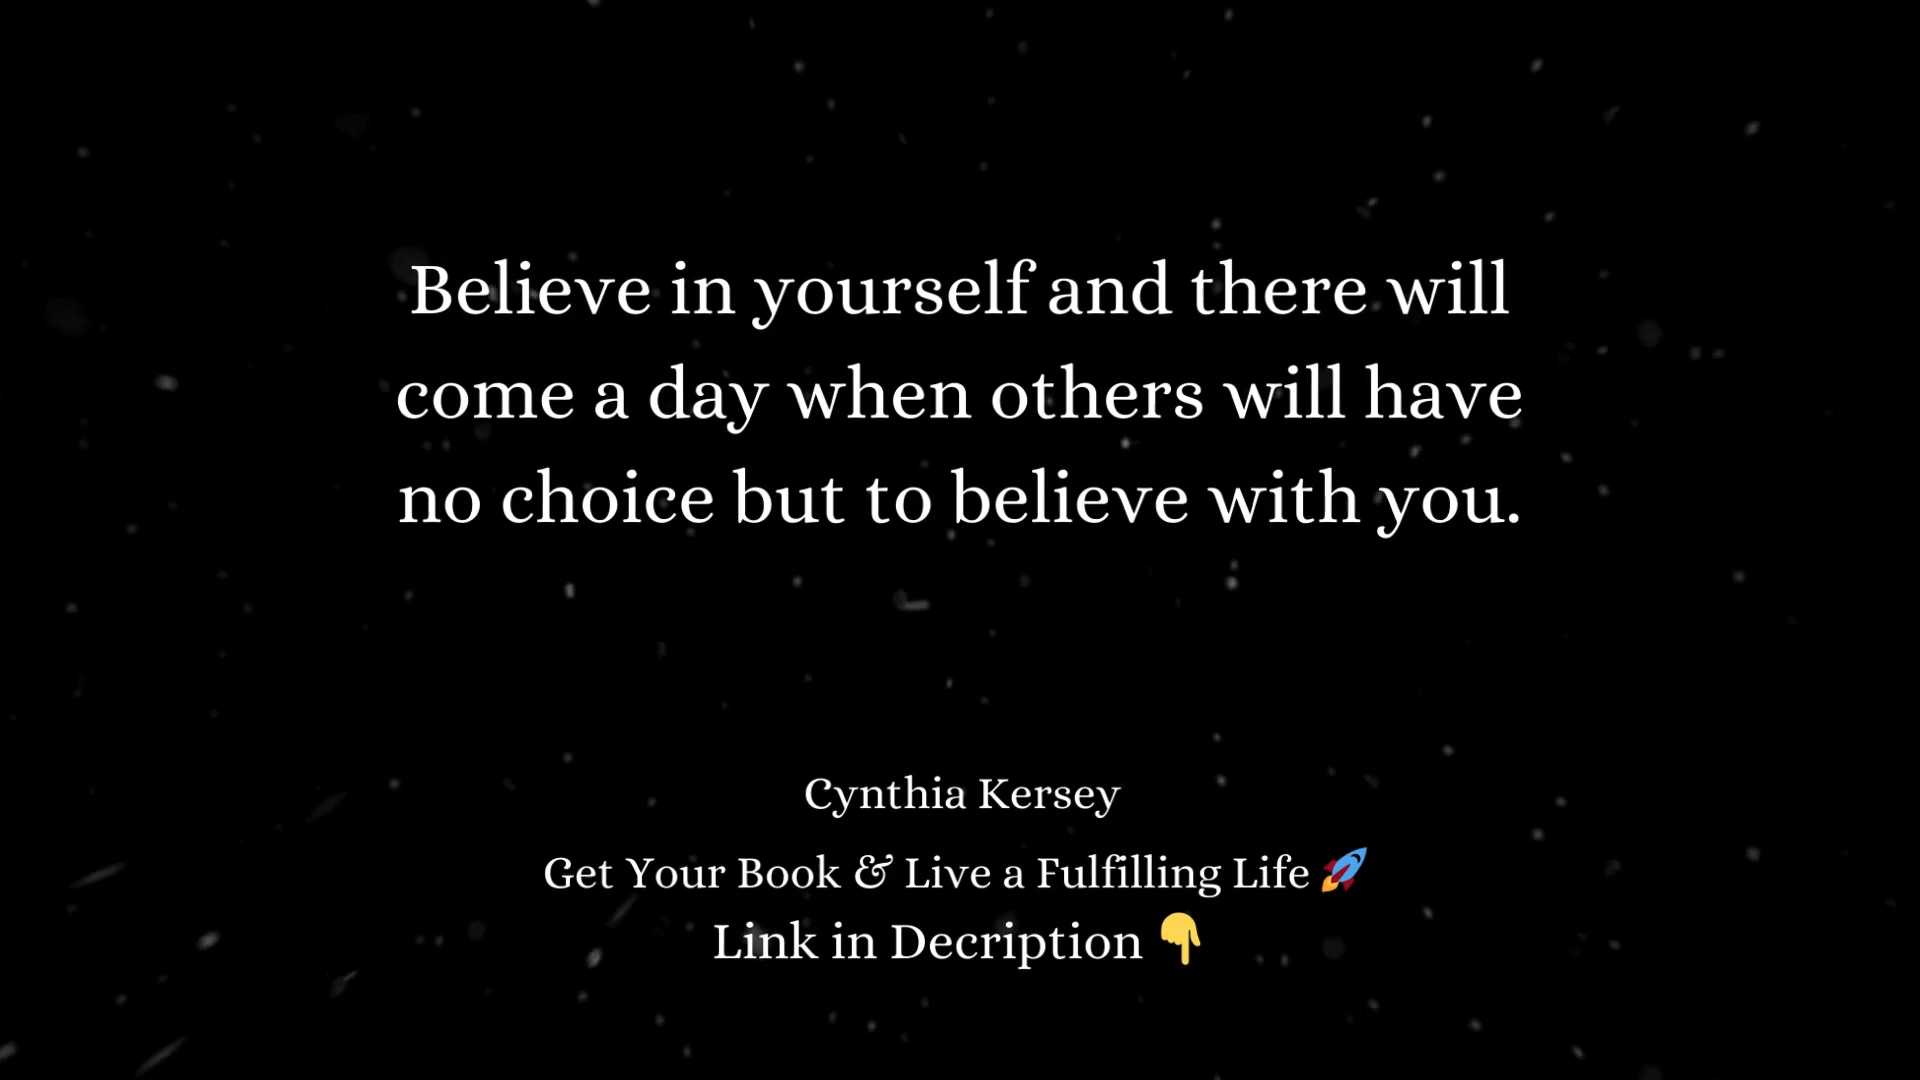 Believe in yourself and there will
come a day when others will have
no choice but to believe with you.
Cynthia Kersey
Get Your Book & Live a Fulfilling Life 🚀
Link in Decription 👇